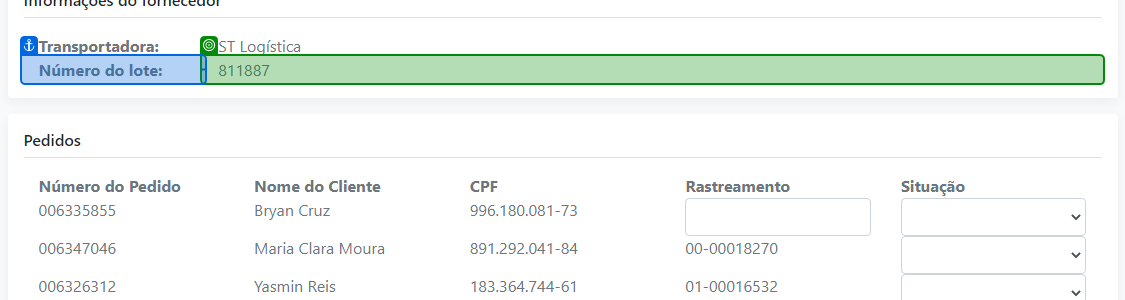 Informações do fornecedor
Transportadora: ST Logística
Número do lote: 811887
Pedidos
Número do Pedido Nome do Cliente CPF Rastreamento Situação
006335855 Bryan Cruz 996.180.081-73
006347046 Maria Clara Moura 891.292.041-84 00-00018270
006326312 Yasmin Reis 183.364.744-61 01-00016532